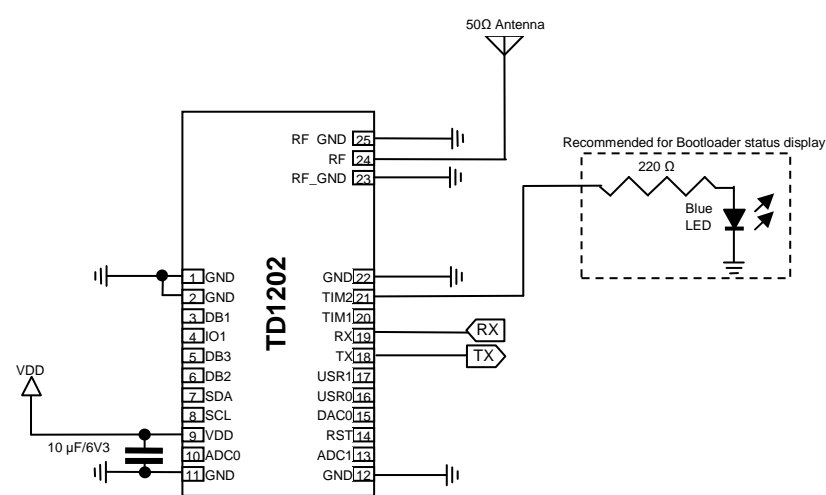 50Ω Antenna
RF GND 25
RF 24
RF_GND 23
Recommended for Bootloader status display
220 Ω
Blue
LED
TD1202
1 GND
2 GND
3 DB1
4 IO1
5 DB3
6 DB2
7 SDA
8 SCL
9 VDD
10 ADC0
11 GND
GND 22
TIM2 21
TIM1 20
RX 19
TX 18
USR1 17
USR0 16
DAC0 15
RST 14
ADC1 13
GND 12
RX
TX
VDD
10 µF/6V3